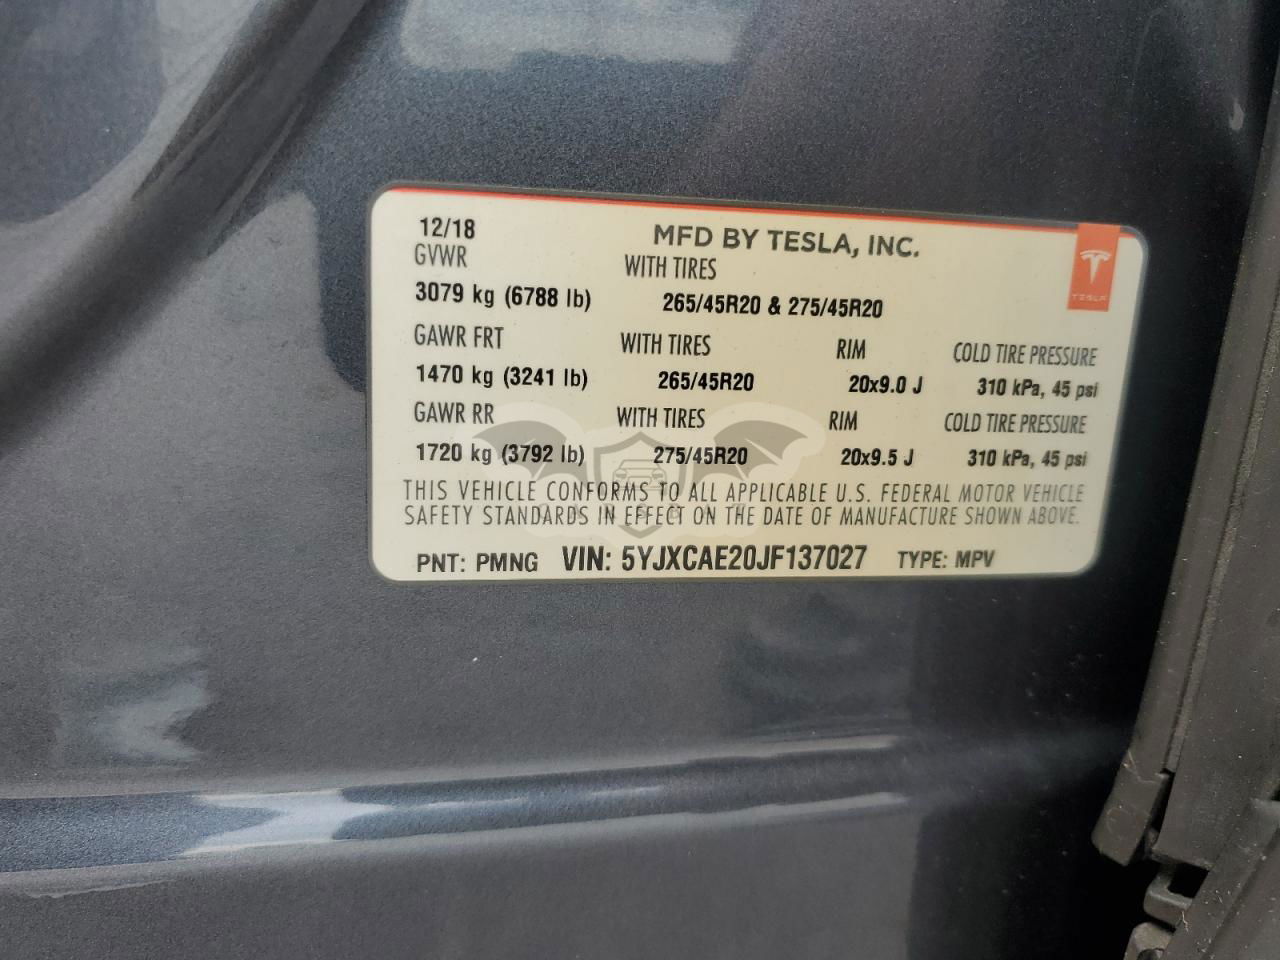 12/18 MFD BY TESLA, INC.
GVWR WITH TIRES
TESLA
3079 kg (6788 lb) 265/45R20 & 275/45R20
GAWR FRT WITH TIRES RIM COLD TIRE PRESSURE
1470 kg (3241 lb) 265/45R20 20x9.0 J 310 kPa, 45 psi
GAWR RR WITH TIRES RIM COLD TIRE PRESSURE
1720 kg (3792 lb) 275/45R20 20x9.5 J 310 kPa, 45 psi
THIS VEHICLE CONFORMS TO ALL APPLICABLE U.S. FEDERAL MOTOR VEHICLE
SAFETY STANDARDS IN EFFECT ON THE DATE OF MANUFACTURE SHOWN ABOVE.
PNT: PMNG VIN: 5YJXCAE20JF137027 TYPE: MPV